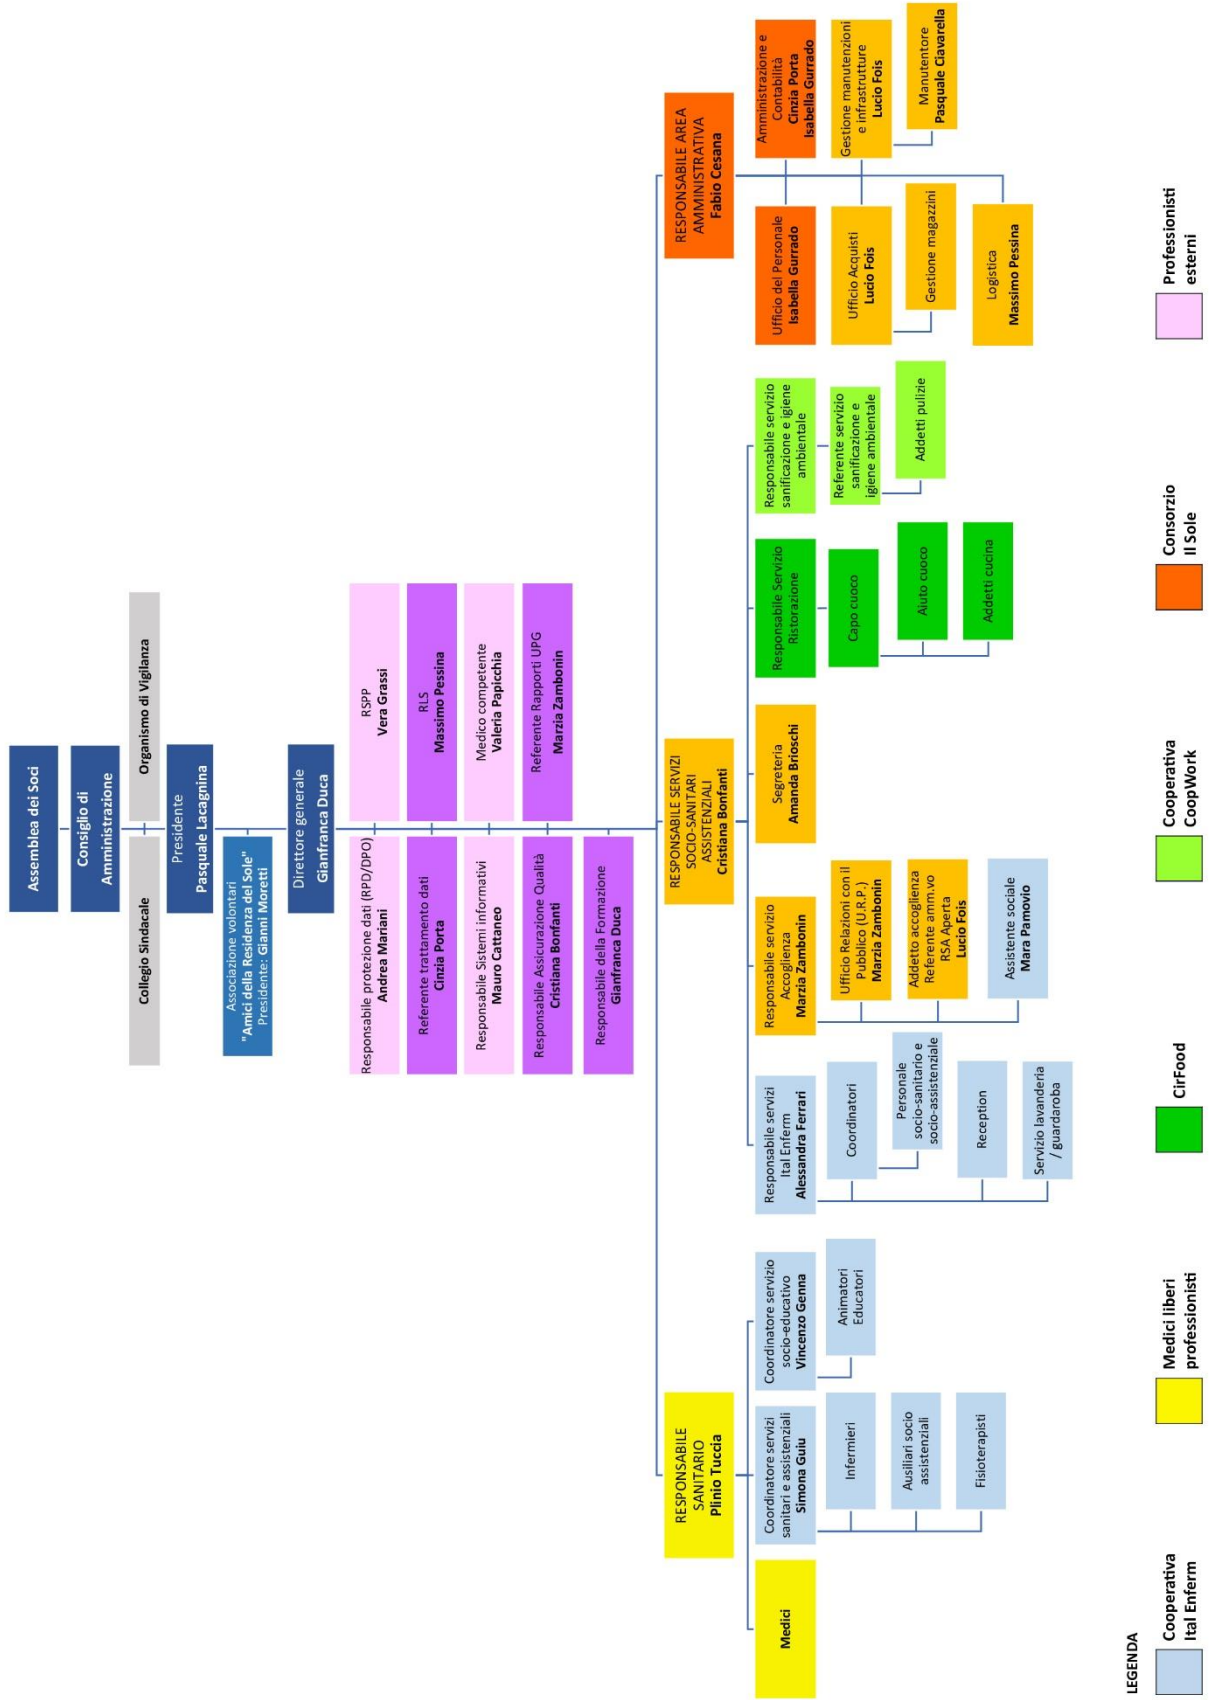 Assemblea dei Soci
Consiglio di
Amministrazione
Collegio Sindacale
Organismo di Vigilanza
Presidente
Pasquale Lacagnina
Associazione volontari
"Amici della Residenza del Sole"
Presidente: Gianni Moretti
Direttore generale
Gianfranca Duca
Responsabile protezione dati (RPD/DPO)
Andrea Mariani
RSPP
Vera Grassi
Referente trattamento dati
Cinzia Porta
RLS
Massimo Pessina
Responsabile Sistemi informativi
Mauro Cattaneo
Medico competente
Valeria Papicchia
Responsabile Assicurazione Qualità
Cristiana Bonfanti
Referente Rapporti UPG
Marzia Zambonin
Responsabile della Formazione
Gianfranca Duca
RESPONSABILE
SANITARIO
Plinio Tuccia
RESPONSABILE SERVIZI
SOCIO-SANITARI
ASSISTENZIALI
Cristiana Bonfanti
RESPONSABILE AREA
AMMINISTRATIVA
Fabio Cesana
Medici
Coordinatore servizi
sanitari e assistenziali
Simona Guiu
Infermieri
Ausiliari socio
assistenziali
Fisioterapisti
Coordinatore servizio
socio-educativo
Vincenzo Genna
Animatori
Educatori
Responsabile servizi
Ital Enferm
Alessandra Ferrari
Coordinatori
Personale
socio-sanitario e
socio-assistenziale
Reception
Servizio lavanderia
/ guardaroba
Responsabile servizio
Accoglienza
Marzia Zambonin
Ufficio Relazioni con il
Pubblico (U.R.P.)
Marzia Zambonin
Addetto accoglienza
Referente amm.vo
RSA Aperta
Lucio Fois
Assistente sociale
Mara Pamovio
Segreteria
Amanda Brioschi
Responsabile Servizio
Ristorazione
Capo cuoco
Aiuto cuoco
Addetti cucina
Responsabile servizio
sanificazione e igiene
ambientale
Referente servizio
sanificazione e
igiene ambientale
Addetti pulizie
Ufficio del Personale
Isabella Gurrado
Amministrazione e
Contabilità
Cinzia Porta
Isabella Gurrado
Ufficio Acquisti
Lucio Fois
Gestione manutenzioni
e infrastrutture
Lucio Fois
Gestione magazzini
Manutentore
Pasquale Ciavarella
Logistica
Massimo Pessina
LEGENDA
Cooperativa
Ital Enferm
Medici liberi
professionisti
CirFood
Cooperativa
CoopWork
Consorzio
Il Sole
Professionisti
esterni